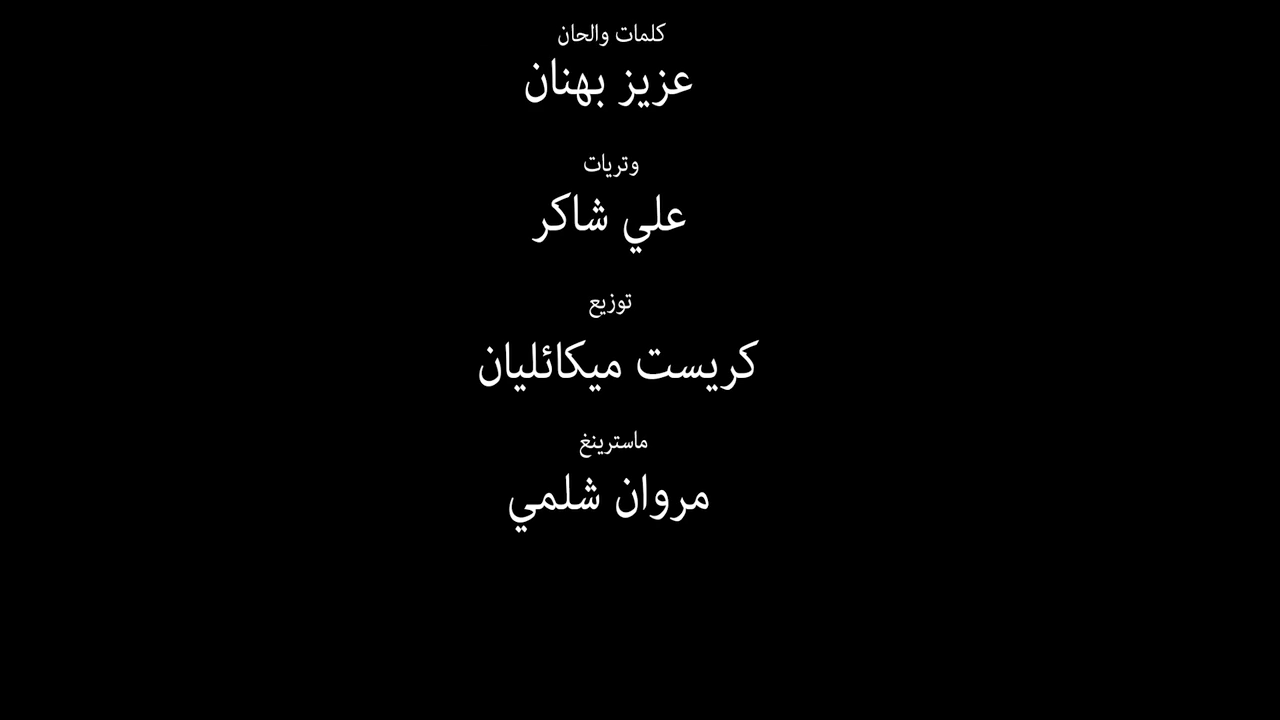 كلمات والحان
عزيز بهنان
وتريات
علي شاكر
توزيع
كريست ميكائليان
ماسترينغ
مروان شلمي